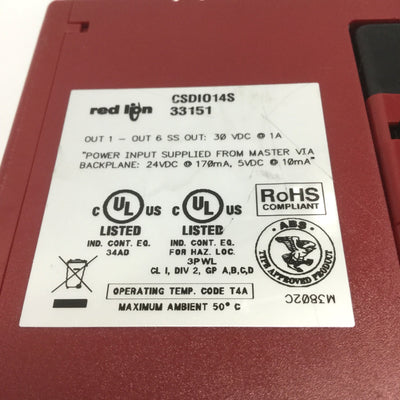 red lion
CSDIO14S
33151
OUT 1 - OUT 6 SS OUT: 30 VDC @ 1A
"POWER INPUT SUPPLIED FROM MASTER VIA
BACKPLANE: 24VDC @ 170mA, 5VDC @ 10mA"
C UL US
LISTED
IND. CONT. EQ.
34AD
C UL US
LISTED
IND. CONT. EQ.
FOR HAZ. LOC.
3PWL
CL I, DIV 2, GP A,B,C,D
RoHS
COMPLIANT
ABS
TYPE APPROVED PRODUCT
OPERATING TEMP. CODE T4A
MAXIMUM AMBIENT 50° C
M3802C